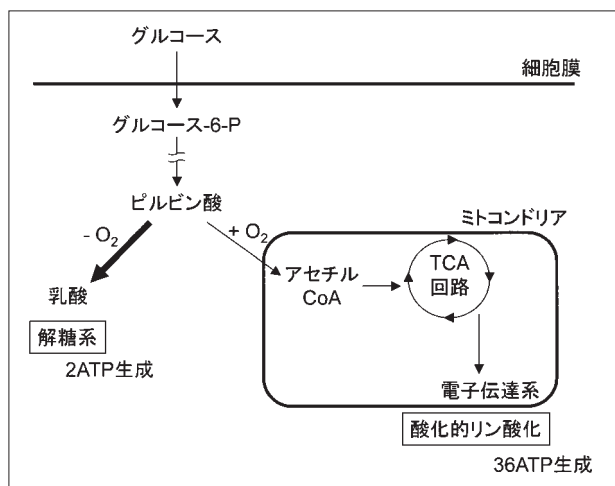 グルコース
細胞膜
グルコース-6-P
ピルビン酸
ミトコンドリア
- O2
+ O2
アセチル
CoA
TCA
回路
乳酸
解糖系
2ATP生成
電子伝達系
酸化的リン酸化
36ATP生成